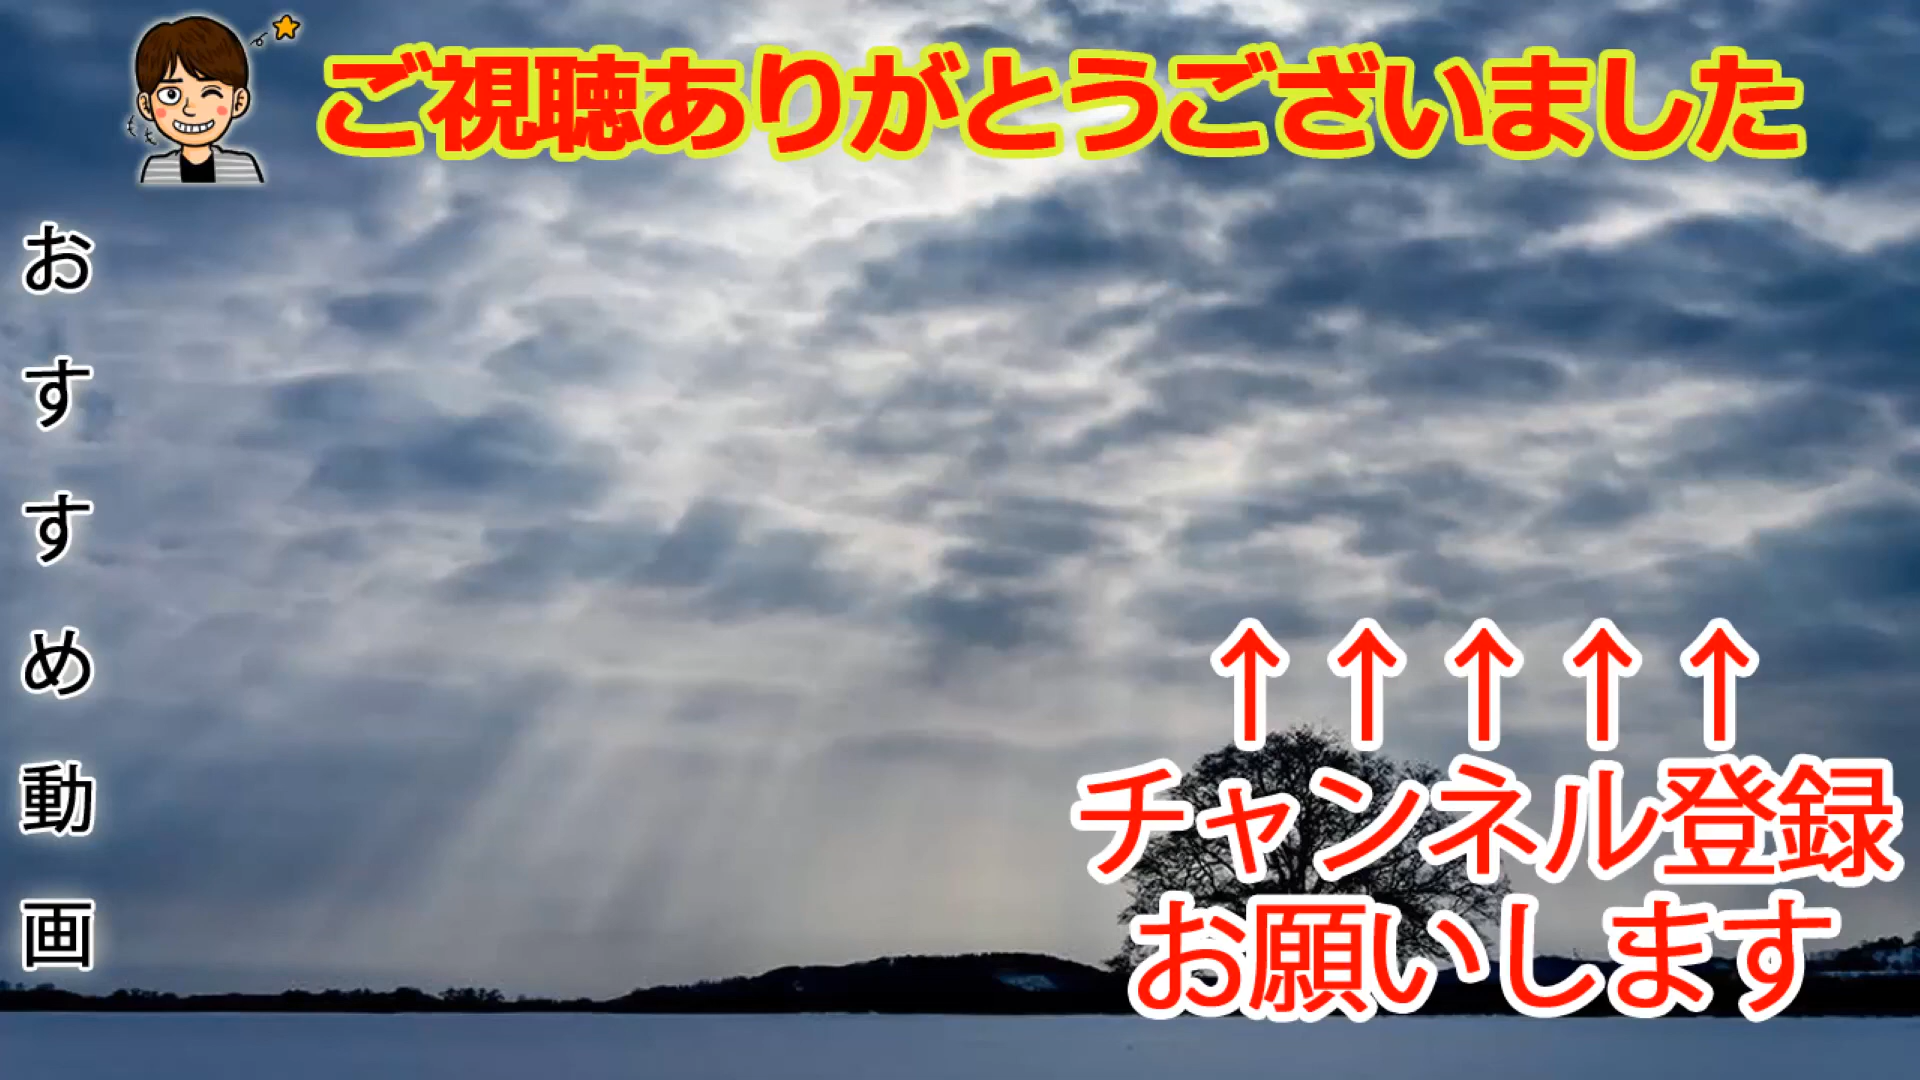 ご視聴ありがとうございました
おすすめ動画
↑↑↑↑↑
チャンネル登録
お願いします